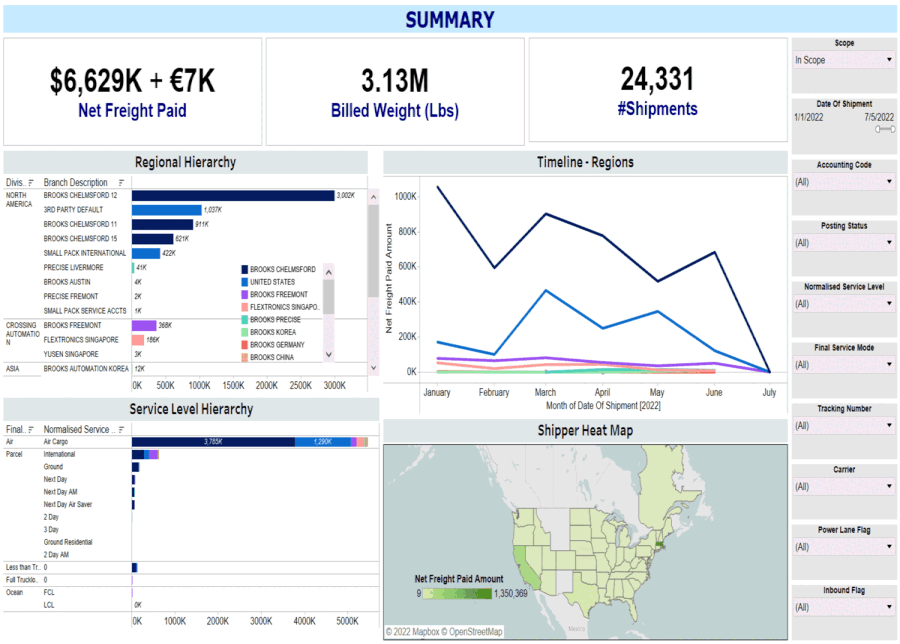 SUMMARY
$6,629K + €7K
Net Freight Paid
3.13M
Billed Weight (Lbs)
24,331
#Shipments
Scope
In Scope
Date Of Shipment
1/1/2022 7/5/2022
Accounting Code
(All)
Posting Status
(All)
Normalised Service Level
(All)
Final Service Mode
(All)
Tracking Number
(All)
Carrier
(All)
Power Lane Flag
(All)
Inbound Flag
(All)
Regional Hierarchy
Divis.. Branch Description
NORTH AMERICA
BROOKS CHELMSFORD 12 3,002K
3RD PARTY DEFAULT 1,037K
BROOKS CHELMSFORD 11 911K
BROOKS CHELMSFORD 15 621K
SMALL PACK INTERNATIONAL 422K
PRECISE LIVERMORE 41K
BROOKS AUSTIN 4K
PRECISE FREMONT 2K
SMALL PACK SERVICE ACCTS 1K
CROSSING AUTOMATIO N
BROOKS FREEMONT 368K
FLEXTRONICS SINGAPORE 186K
YUSEN SINGAPORE 3K
ASIA BROOKS AUTOMATION KOREA 12K
0K 500K 1000K 1500K 2000K 2500K 3000K
BROOKS CHELMSFORD
UNITED STATES
BROOKS FREEMONT
FLEXTRONICS SINGAPO..
BROOKS PRECISE
BROOKS KOREA
BROOKS GERMANY
BROOKS CHINA
Timeline - Regions
Net Freight Paid Amount
1000K
800K
600K
400K
200K
0K
January February March April May June July
Month of Date Of Shipment [2022]
Service Level Hierarchy
Final.. Normalised Service ..
Air Air Cargo 3,785K 1,290K
Parcel International
Ground
Next Day
Next Day AM
Next Day Air Saver
2 Day
3 Day
Ground Residential
2 Day AM
Less than Tr.. 0
Full Trucklo.. 0
Ocean FCL
LCL 0K
0K 1000K 2000K 3000K 4000K 5000K
Shipper Heat Map
Net Freight Paid Amount
9 1,350,369
Mexico
© 2022 Mapbox © OpenStreetMap